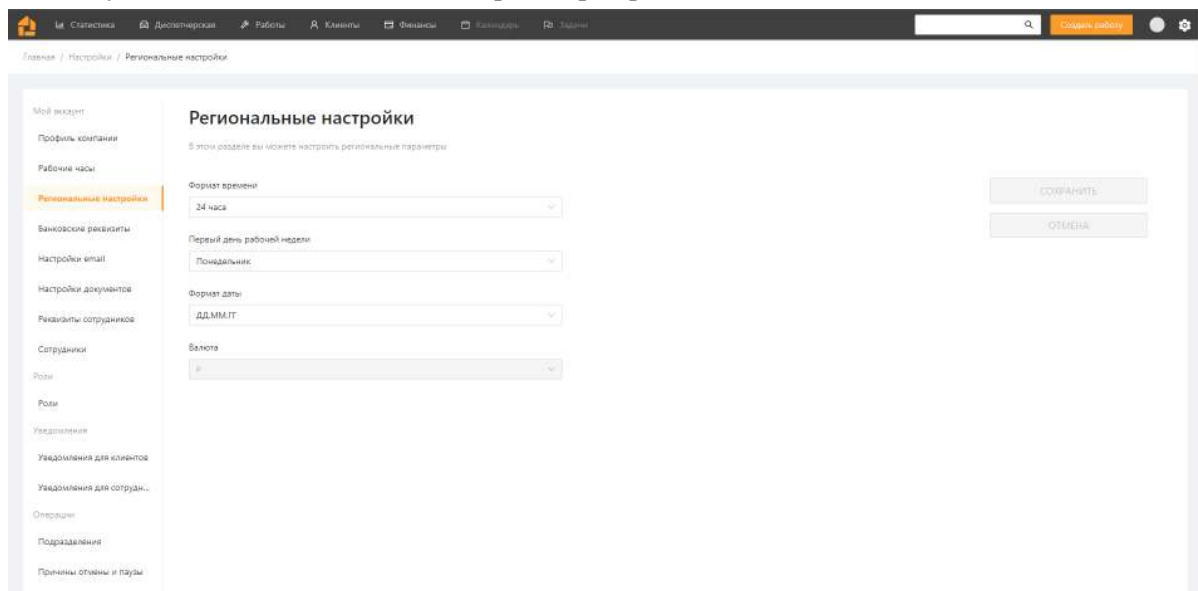 Статистика Диспетчерская Работы Клиенты Финансы Календарь Задачи Создать работу
Главная / Настройки / Региональные настройки
Мой аккаунт
Профиль компании
Рабочие часы
Региональные настройки
Банковские реквизиты
Настройки email
Настройки документов
Реквизиты сотрудников
Сотрудники
Роли
Роли
Уведомления
Уведомления для клиентов
Уведомления для сотрудн...
Операции
Подразделения
Причины отмены и паузы
Региональные настройки
В этом разделе вы можете настроить региональные параметры
Формат времени
24 часа
Первый день рабочей недели
Понедельник
Формат даты
ДД.ММ.ГГ
Валюта
₽
СОХРАНИТЬ
ОТМЕНА